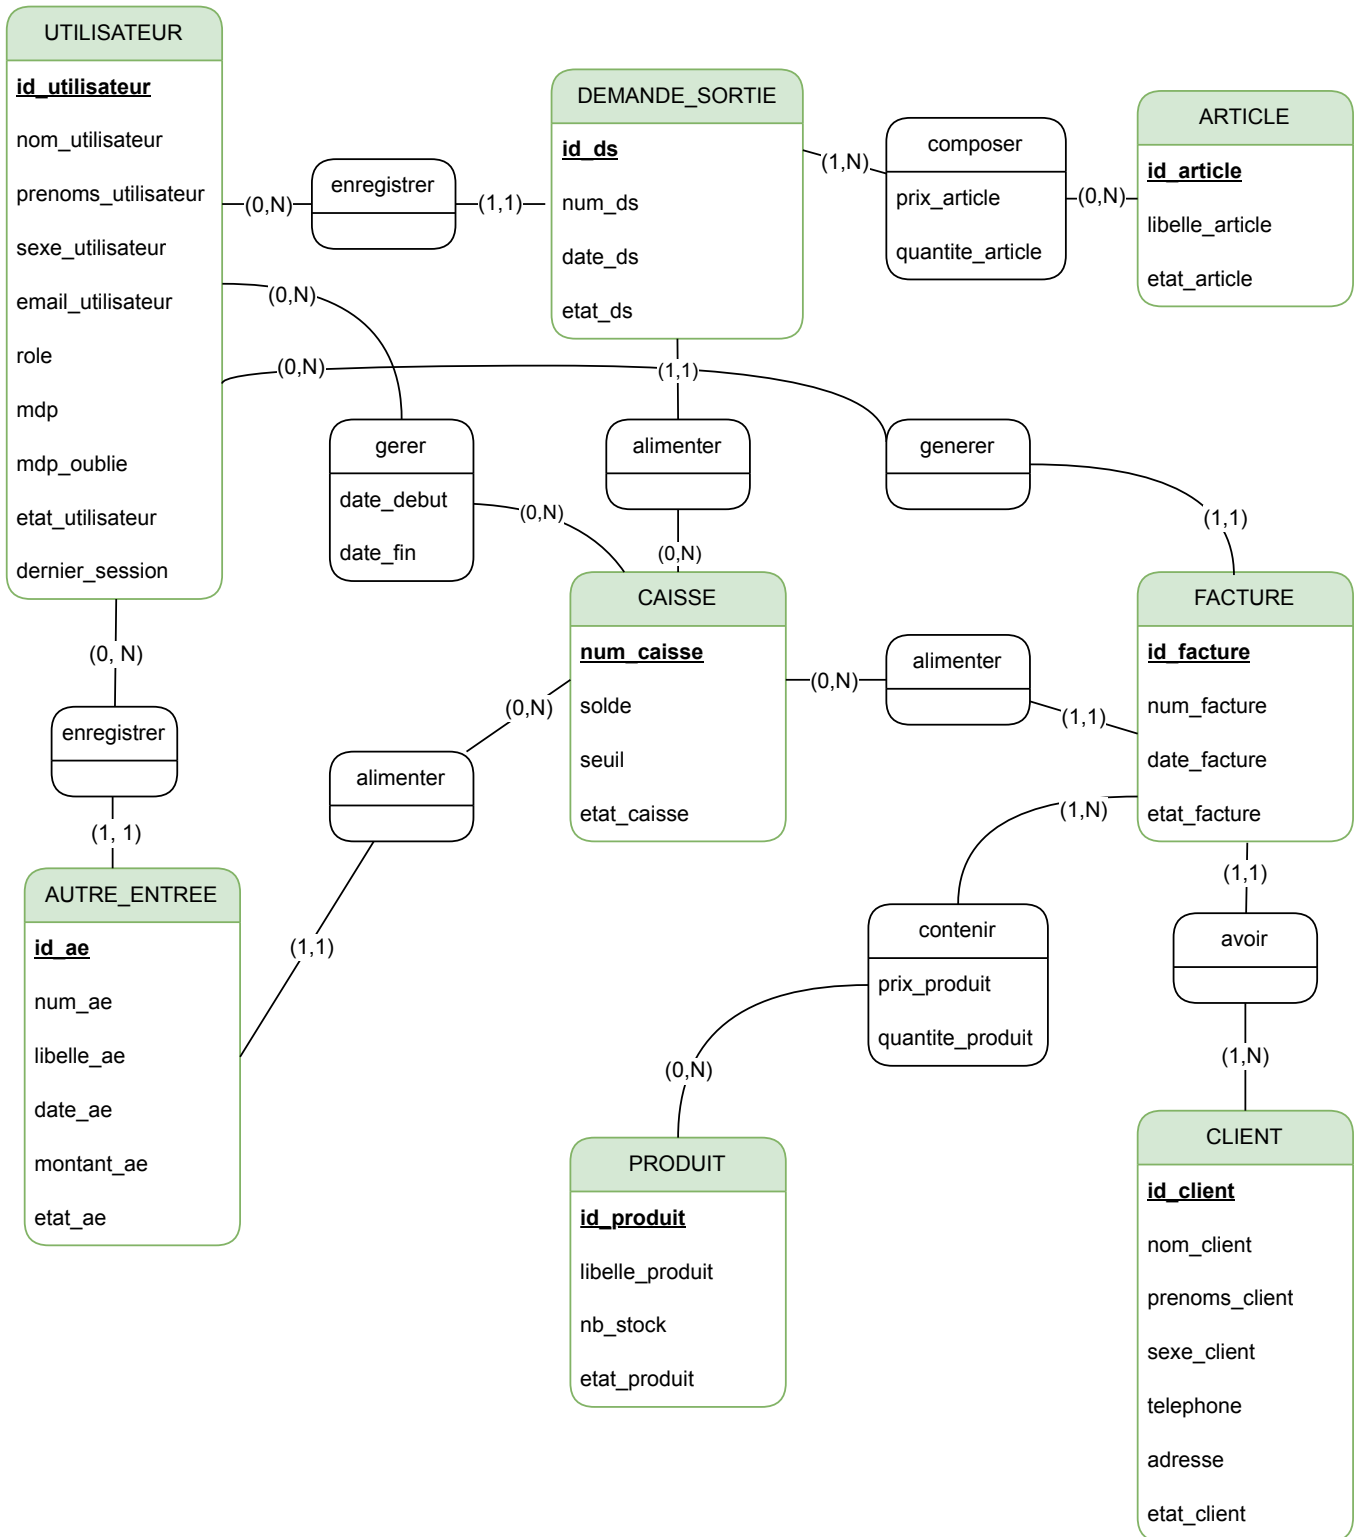 UTILISATEUR
id_utilisateur
nom_utilisateur
prenoms_utilisateur
sexe_utilisateur
email_utilisateur
role
mdp
mdp_oublie
etat_utilisateur
dernier_session
(0,N)
enregistrer
(1,1)
DEMANDE_SORTIE
id_ds
num_ds
date_ds
etat_ds
(1,N)
composer
prix_article
quantite_article
(0,N)
ARTICLE
id_article
libelle_article
etat_article
(0,N)
gerer
date_debut
date_fin
(0,N)
(0,N)
generer
(1,1)
(1,1)
alimenter
(0,N)
CAISSE
num_caisse
solde
seuil
etat_caisse
(0,N)
alimenter
(1,1)
FACTURE
id_facture
num_facture
date_facture
etat_facture
(0, N)
enregistrer
(1, 1)
(0,N)
alimenter
(1,1)
AUTRE_ENTREE
id_ae
num_ae
libelle_ae
date_ae
montant_ae
etat_ae
(1,N)
contenir
prix_produit
quantite_produit
(0,N)
PRODUIT
id_produit
libelle_produit
nb_stock
etat_produit
(1,1)
avoir
(1,N)
CLIENT
id_client
nom_client
prenoms_client
sexe_client
telephone
adresse
etat_client